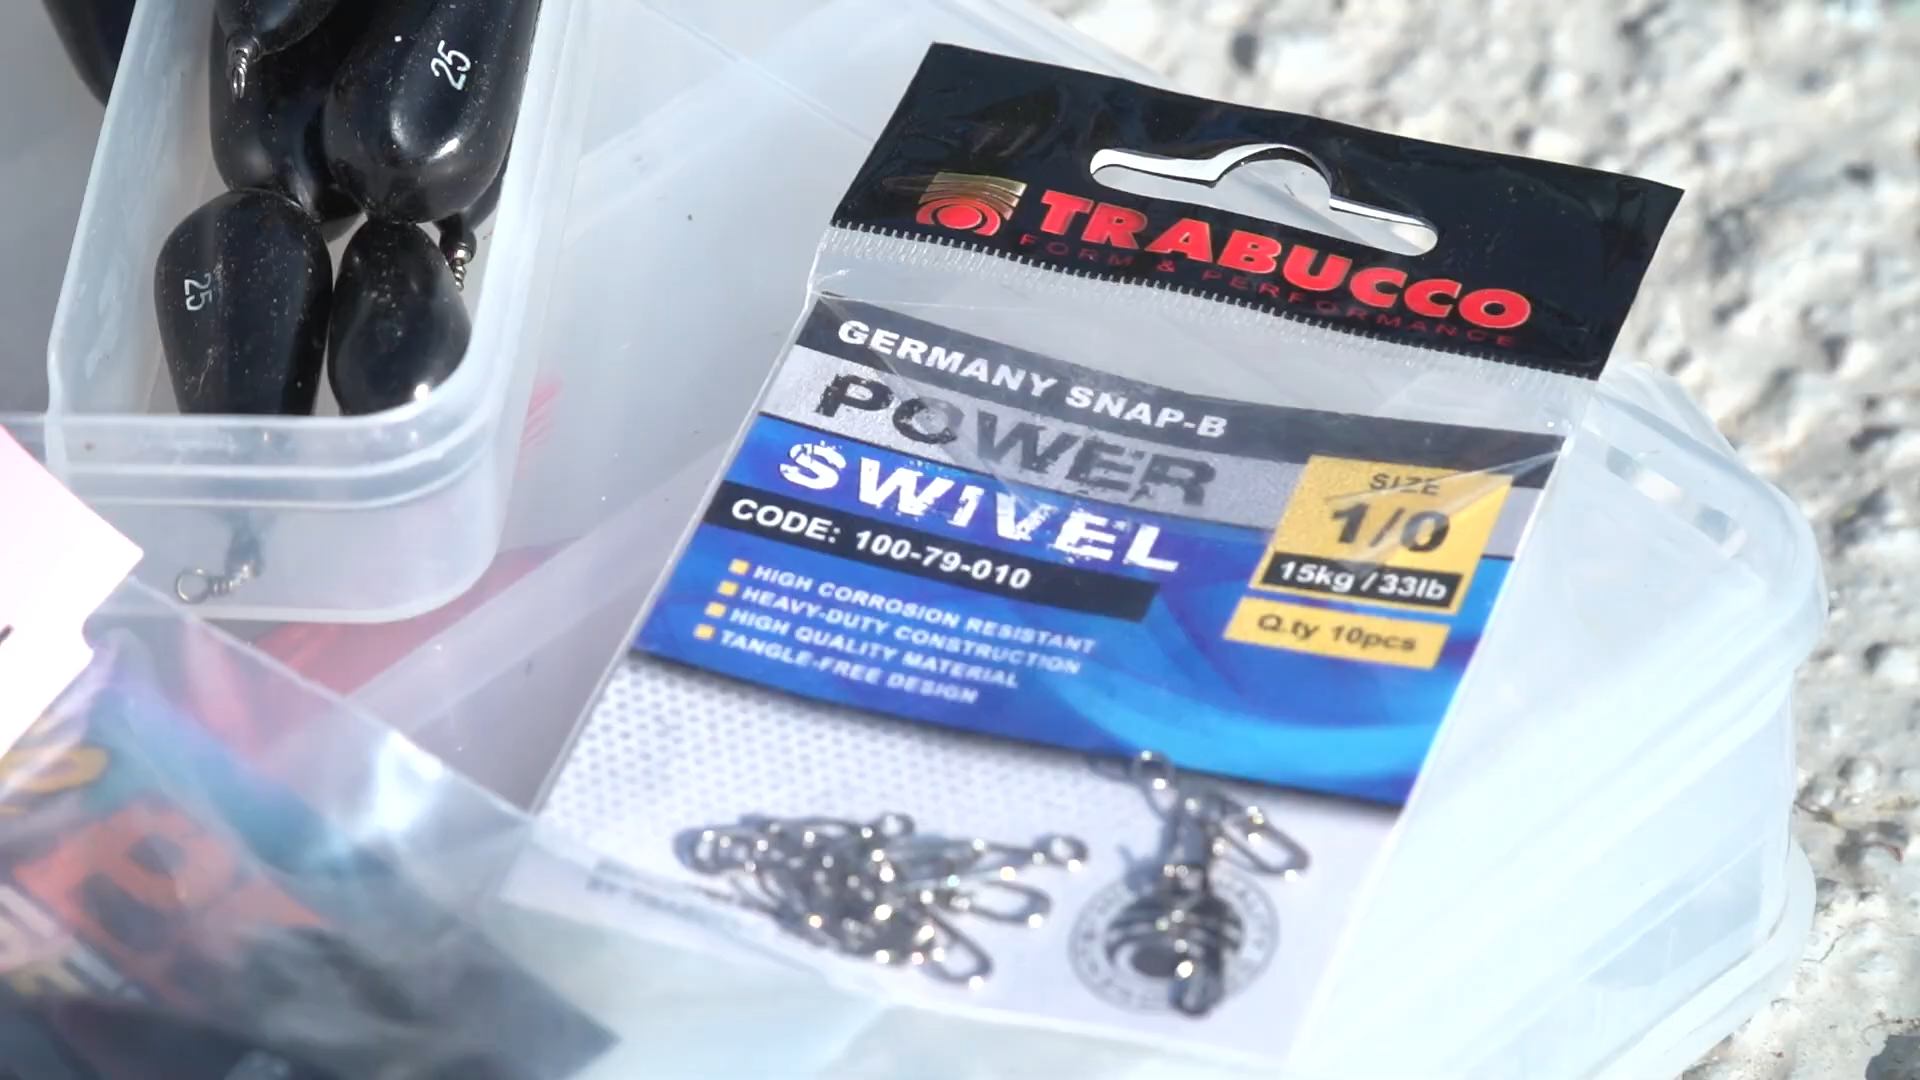 25
25
TRABUCCO
FORM & PERFORMANCE
GERMANY SNAP-B
POWER
SWIVEL
CODE: 100-79-010
SIZE
1/0
15kg / 33lb
Q.ty 10pcs
HIGH CORROSION RESISTANT
HEAVY-DUTY CONSTRUCTION
HIGH QUALITY MATERIAL
TANGLE-FREE DESIGN